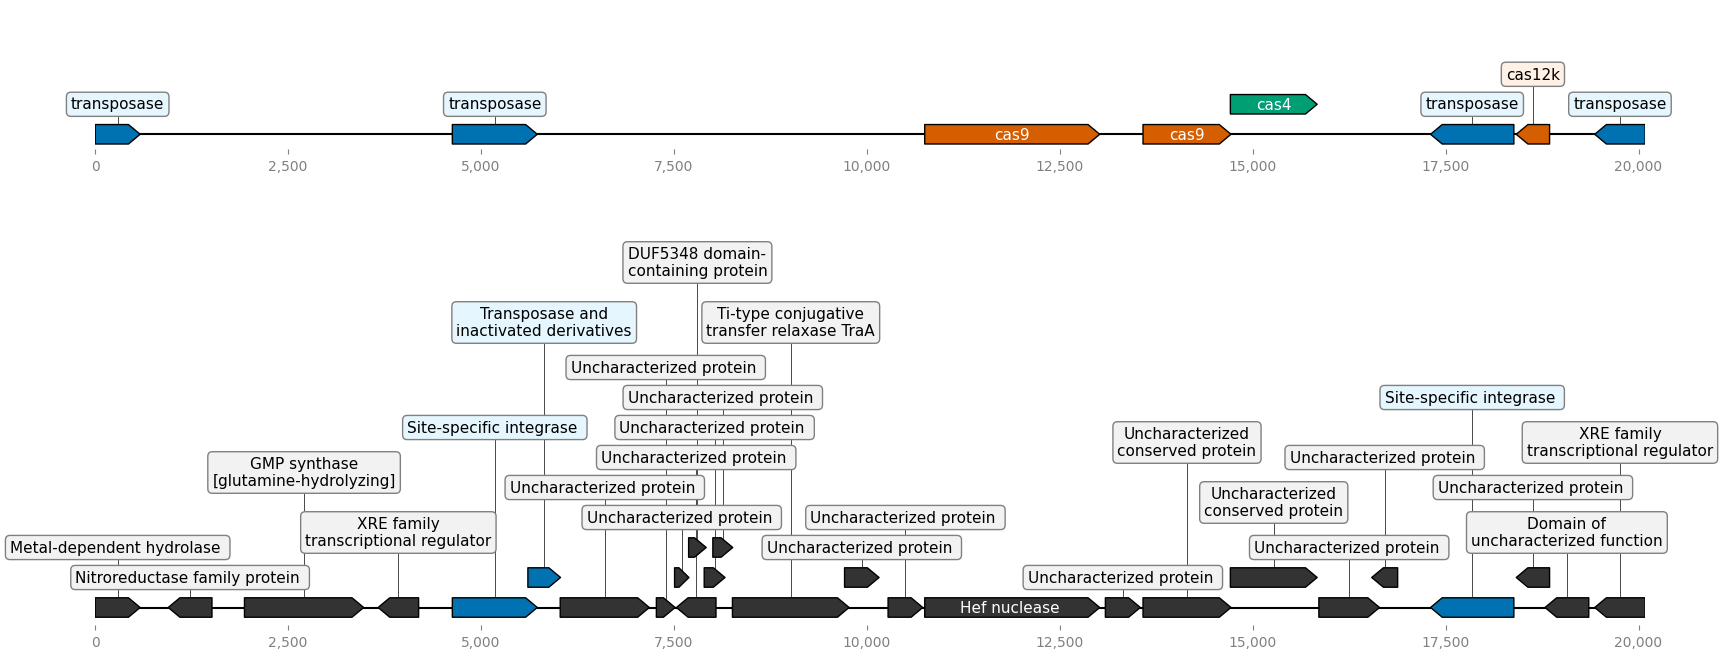 cas12k
transposase
transposase
cas4
transposase
transposase
cas9
cas9
0
2,500
5,000
7,500
10,000
12,500
15,000
17,500
20,000
DUF5348 domain-
containing protein
Transposase and
inactivated derivatives
Ti-type conjugative
transfer relaxase TraA
Uncharacterized protein
Uncharacterized protein
Site-specific integrase
Site-specific integrase
Uncharacterized protein
Uncharacterized
conserved protein
XRE family
transcriptional regulator
Uncharacterized protein
Uncharacterized protein
GMP synthase
[glutamine-hydrolyzing]
Uncharacterized protein
Uncharacterized protein
Uncharacterized
conserved protein
Uncharacterized protein
Uncharacterized protein
XRE family
transcriptional regulator
Domain of
uncharacterized function
Metal-dependent hydrolase
Uncharacterized protein
Uncharacterized protein
Nitroreductase family protein
Uncharacterized protein
Hef nuclease
0
2,500
5,000
7,500
10,000
12,500
15,000
17,500
20,000